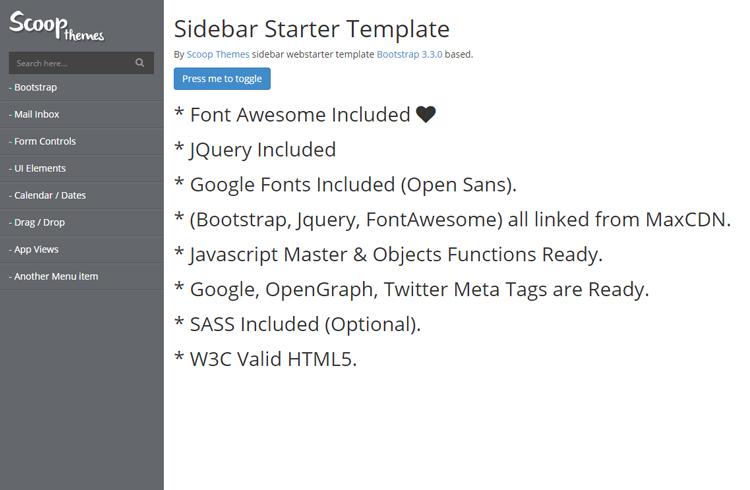 Scoop
themes
Search here...
- Bootstrap
- Mail Inbox
- Form Controls
- UI Elements
- Calendar / Dates
- Drag / Drop
- App Views
- Another Menu item
Sidebar Starter Template
By Scoop Themes sidebar webstarter template Bootstrap 3.3.0 based.
Press me to toggle
* Font Awesome Included
* JQuery Included
* Google Fonts Included (Open Sans).
* (Bootstrap, Jquery, FontAwesome) all linked from MaxCDN.
* Javascript Master & Objects Functions Ready.
* Google, OpenGraph, Twitter Meta Tags are Ready.
* SASS Included (Optional).
* W3C Valid HTML5.